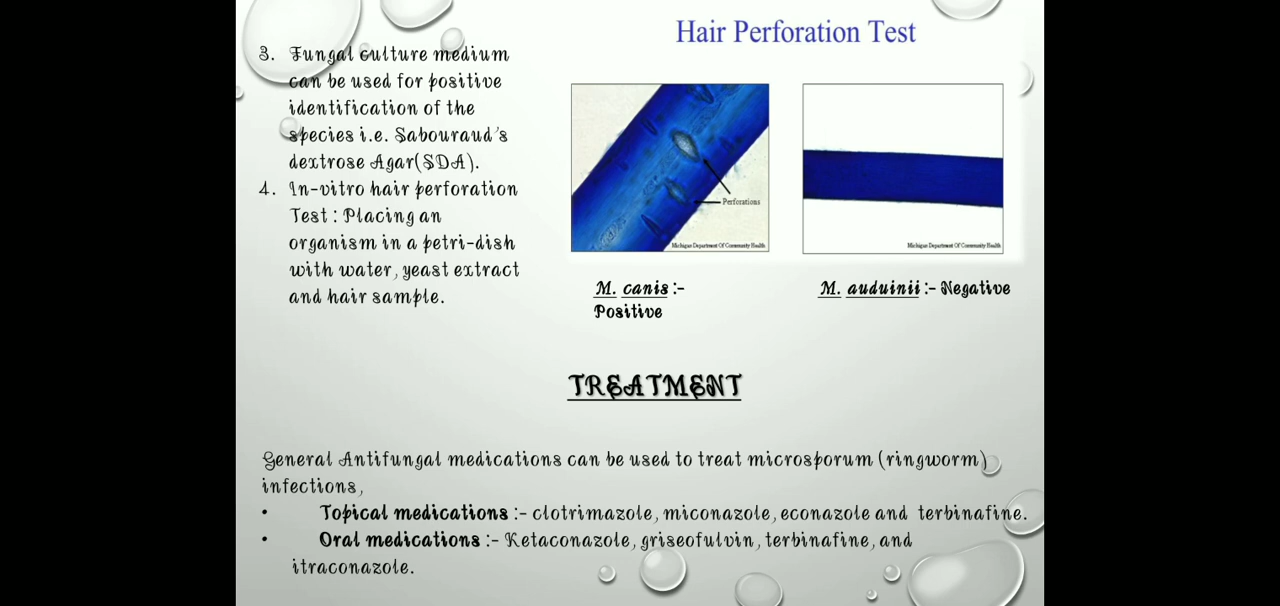 Hair Perforation Test
3. Fungal culture medium
can be used for positive
identification of the
species i.e. Sabouraud's
dextrose Agar(SDA).
4. In-vitro hair perforation
Test : Placing an
organism in a petri-dish
with water, yeast extract
and hair sample.
Perforations
Michigan Department Of Community Health
Michigan Department Of Community Health
M. canis :-
Positive
M. auduinii :- Negative
TREATMENT
General Antifungal medications can be used to treat microsporum (ringworm)
infections,
• Topical medications :- clotrimazole, miconazole, econazole and terbinafine.
• Oral medications :- Ketaconazole, griseofulvin, terbinafine, and
itraconazole.